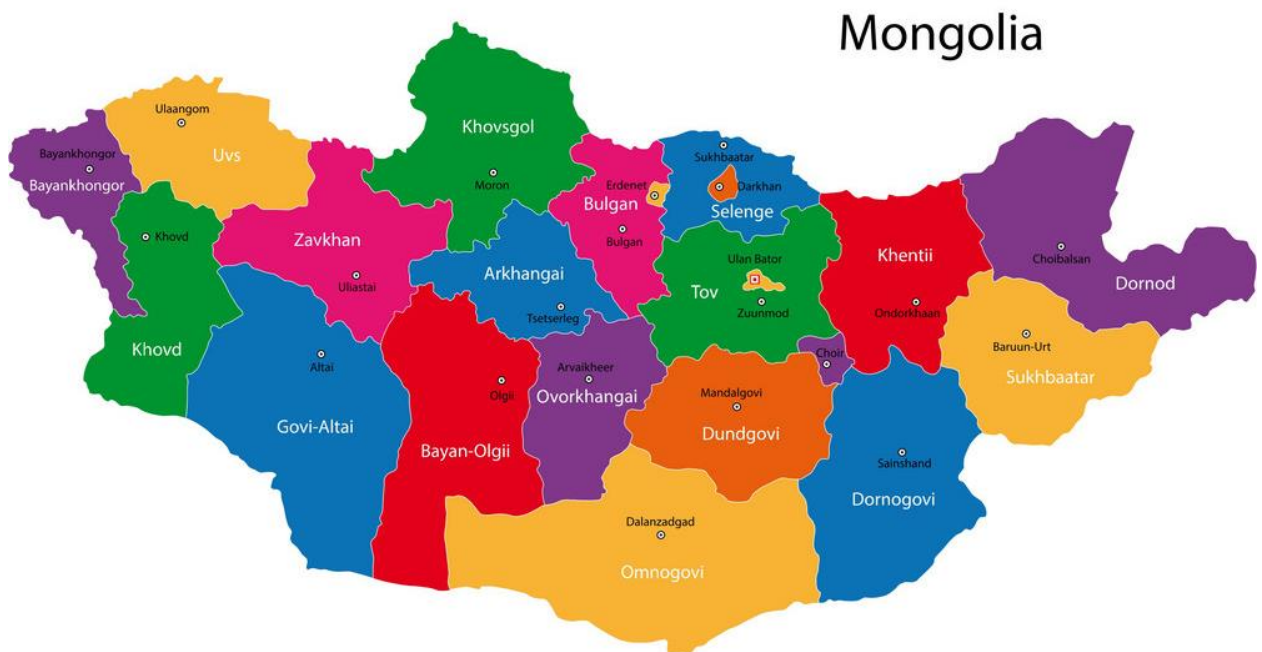 Mongolia
Ulaangom
Uvs
Bayankhongor
Bayankhongor
Khovd
Khovd
Zavkhan
Uliastai
Khovsgol
Moron
Arkhangai
Tsetserleg
Erdenet
Bulgan
Bulgan
Sukhbaatar
Darkhan
Selenge
Ulan Bator
Tov
Zuunmod
Khentii
Ondorkhaan
Choibalsan
Dornod
Baruun-Urt
Sukhbaatar
Altai
Govi-Altai
Olgii
Bayan-Olgii
Arvaikheer
Ovorkhangai
Choir
Mandalgovi
Dundgovi
Sainshand
Dornogovi
Dalanzadgad
Omnogovi